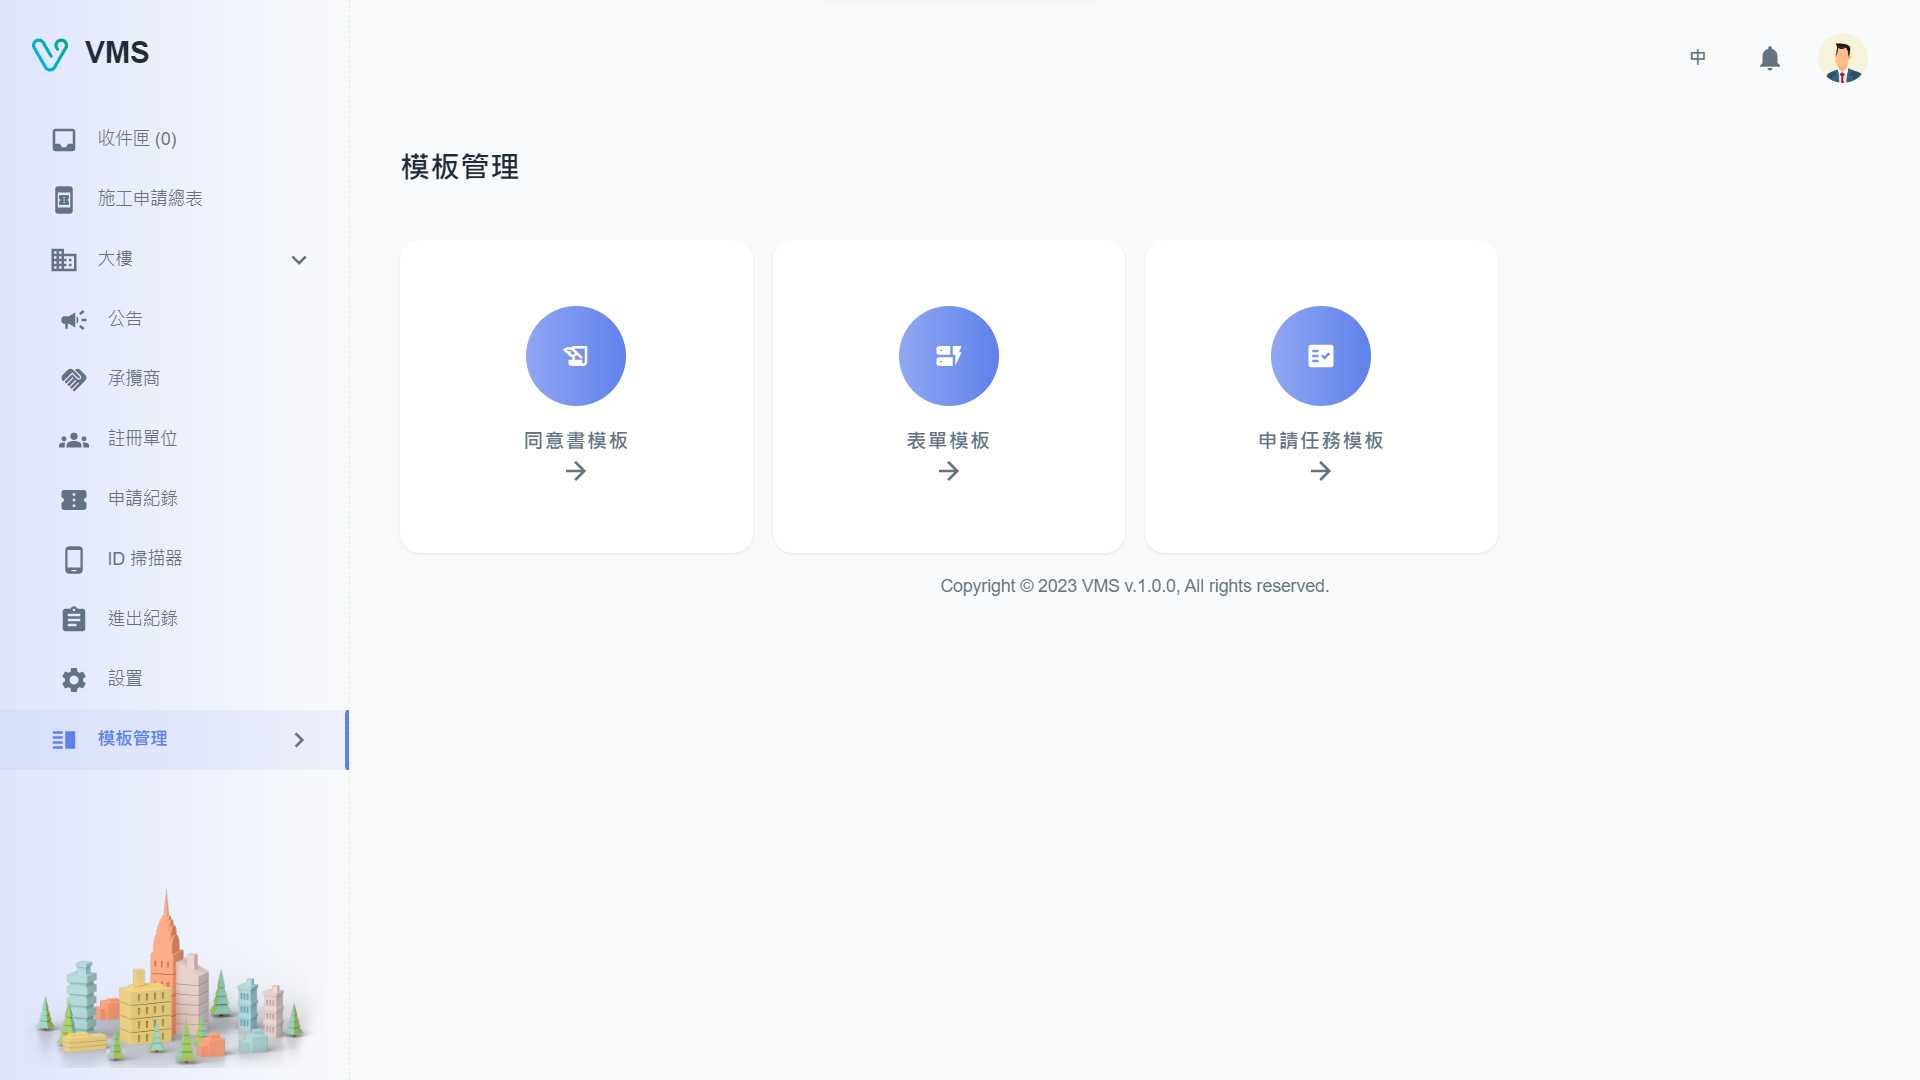 VMS
中
收件匣 (0)
施工申請總表
大樓
公告
承攬商
註冊單位
申請紀錄
ID 掃描器
進出紀錄
設置
模板管理
模板管理
同意書模板
表單模板
申請任務模板
Copyright © 2023 VMS v.1.0.0, All rights reserved.